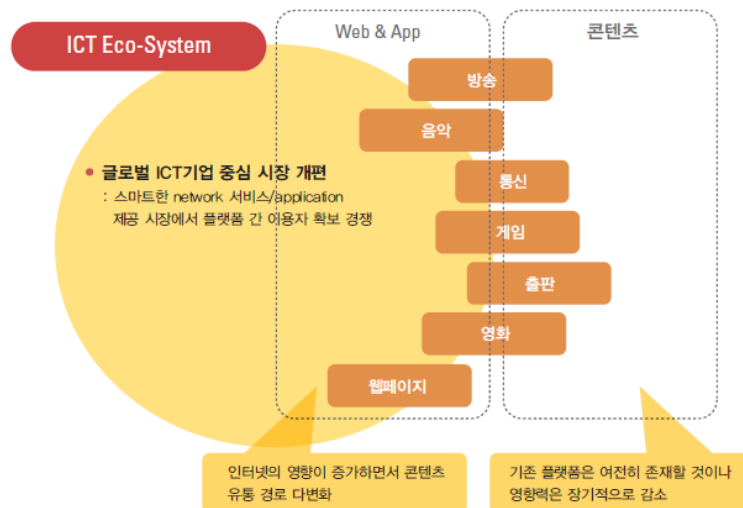 ICT Eco-System
Web & App
콘텐츠
방송
음악
• 글로벌 ICT기업 중심 시장 개편
: 스마트한 network 서비스/application
제공 시장에서 플랫폼 간 이용자 확보 경쟁
통신
게임
출판
영화
웹페이지
인터넷의 영향이 증가하면서 콘텐츠
유통 경로 다변화
기존 플랫폼은 여전히 존재할 것이나
영향력은 장기적으로 감소